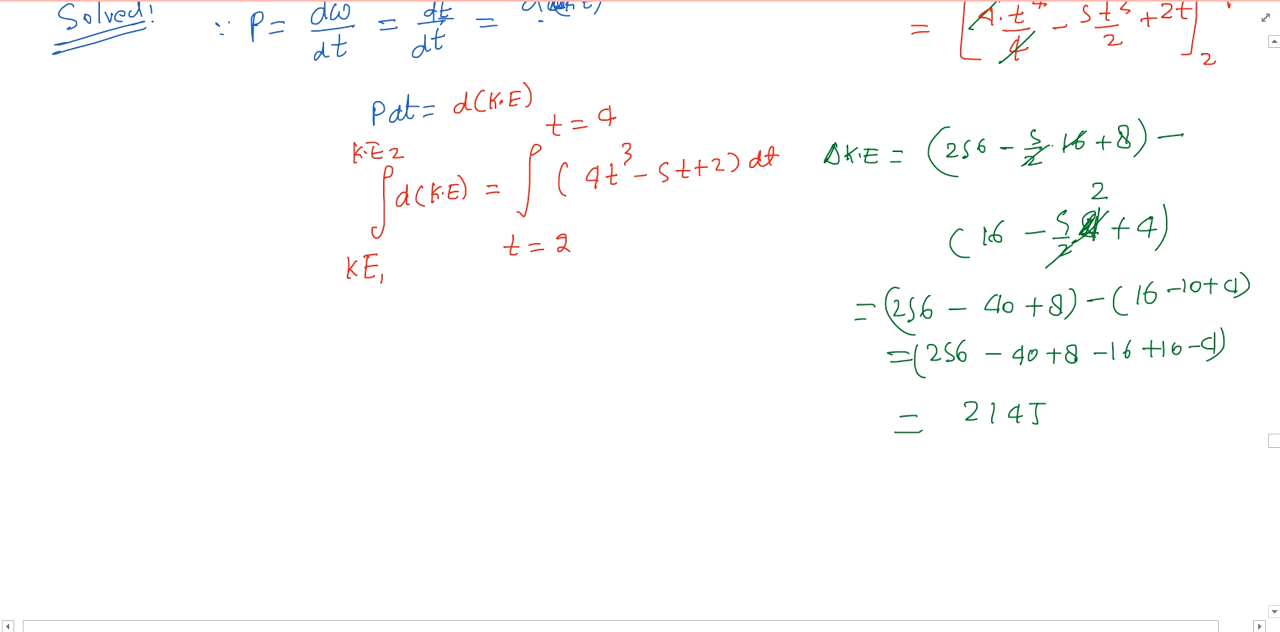 Solved!
∵ P = dω/dt = dt/dt =
= [4·t⁴/4 − 5t²/2 + 2t]₂
P dt = d(K·E)
∫_{KE₁}^{K·E2} d(K·E) = ∫_{t=2}^{t=4} (4t³ − 5t + 2) dt
ΔK·E = (256 − 5/2·16 + 8) −
(16 − 5/2 4 2 + 4)
= (256 − 40 + 8) − (16 − 10 + 4)
= (256 − 40 + 8 − 16 + 10 − 4)
= 214J